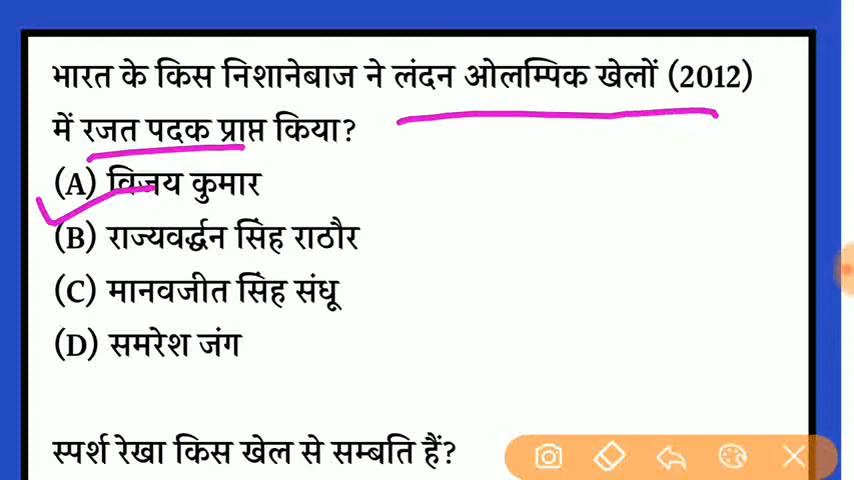 भारत के किस निशानेबाज ने लंदन ओलम्पिक खेलों (2012)
में रजत पदक प्राप्त किया?
(A) विजय कुमार
(B) राज्यवर्द्धन सिंह राठौर
(C) मानवजीत सिंह संधू
(D) समरेश जंग
स्पर्श रेखा किस खेल से सम्बति हैं?